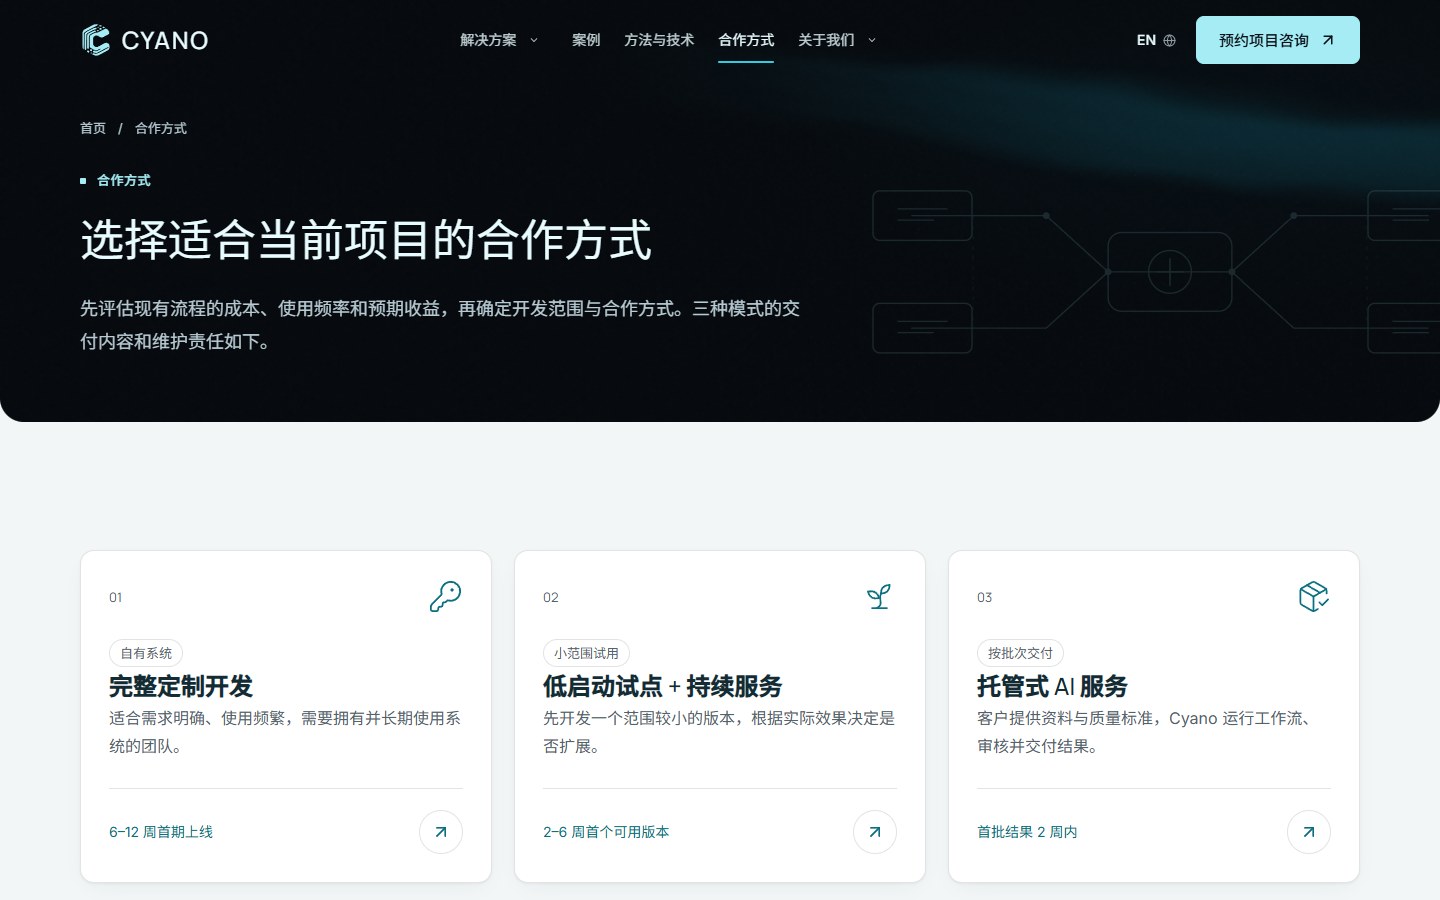 CYANO
解决方案
案例
方法与技术
合作方式
关于我们
EN
预约项目咨询
首页 / 合作方式
合作方式
选择适合当前项目的合作方式
先评估现有流程的成本、使用频率和预期收益，再确定开发范围与合作方式。三种模式的交
付内容和维护责任如下。
01
自有系统
完整定制开发
适合需求明确、使用频繁，需要拥有并长期使用系
统的团队。
6–12 周首期上线
02
小范围试用
低启动试点 + 持续服务
先开发一个范围较小的版本，根据实际效果决定是
否扩展。
2–6 周首个可用版本
03
按批次交付
托管式 AI 服务
客户提供资料与质量标准，Cyano 运行工作流、
审核并交付结果。
首批结果 2 周内